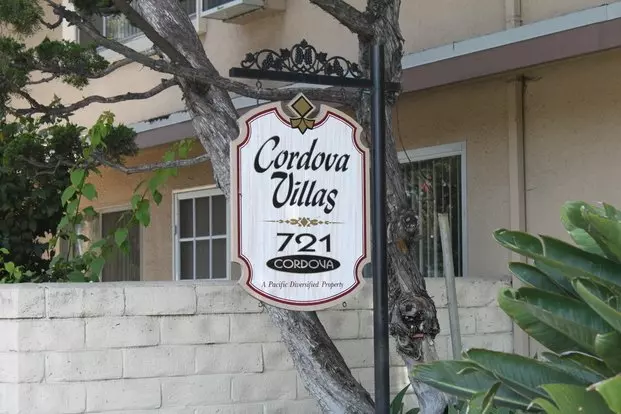 Cordova
Villas
721
CORDOVA
A Pacific Diversified Property